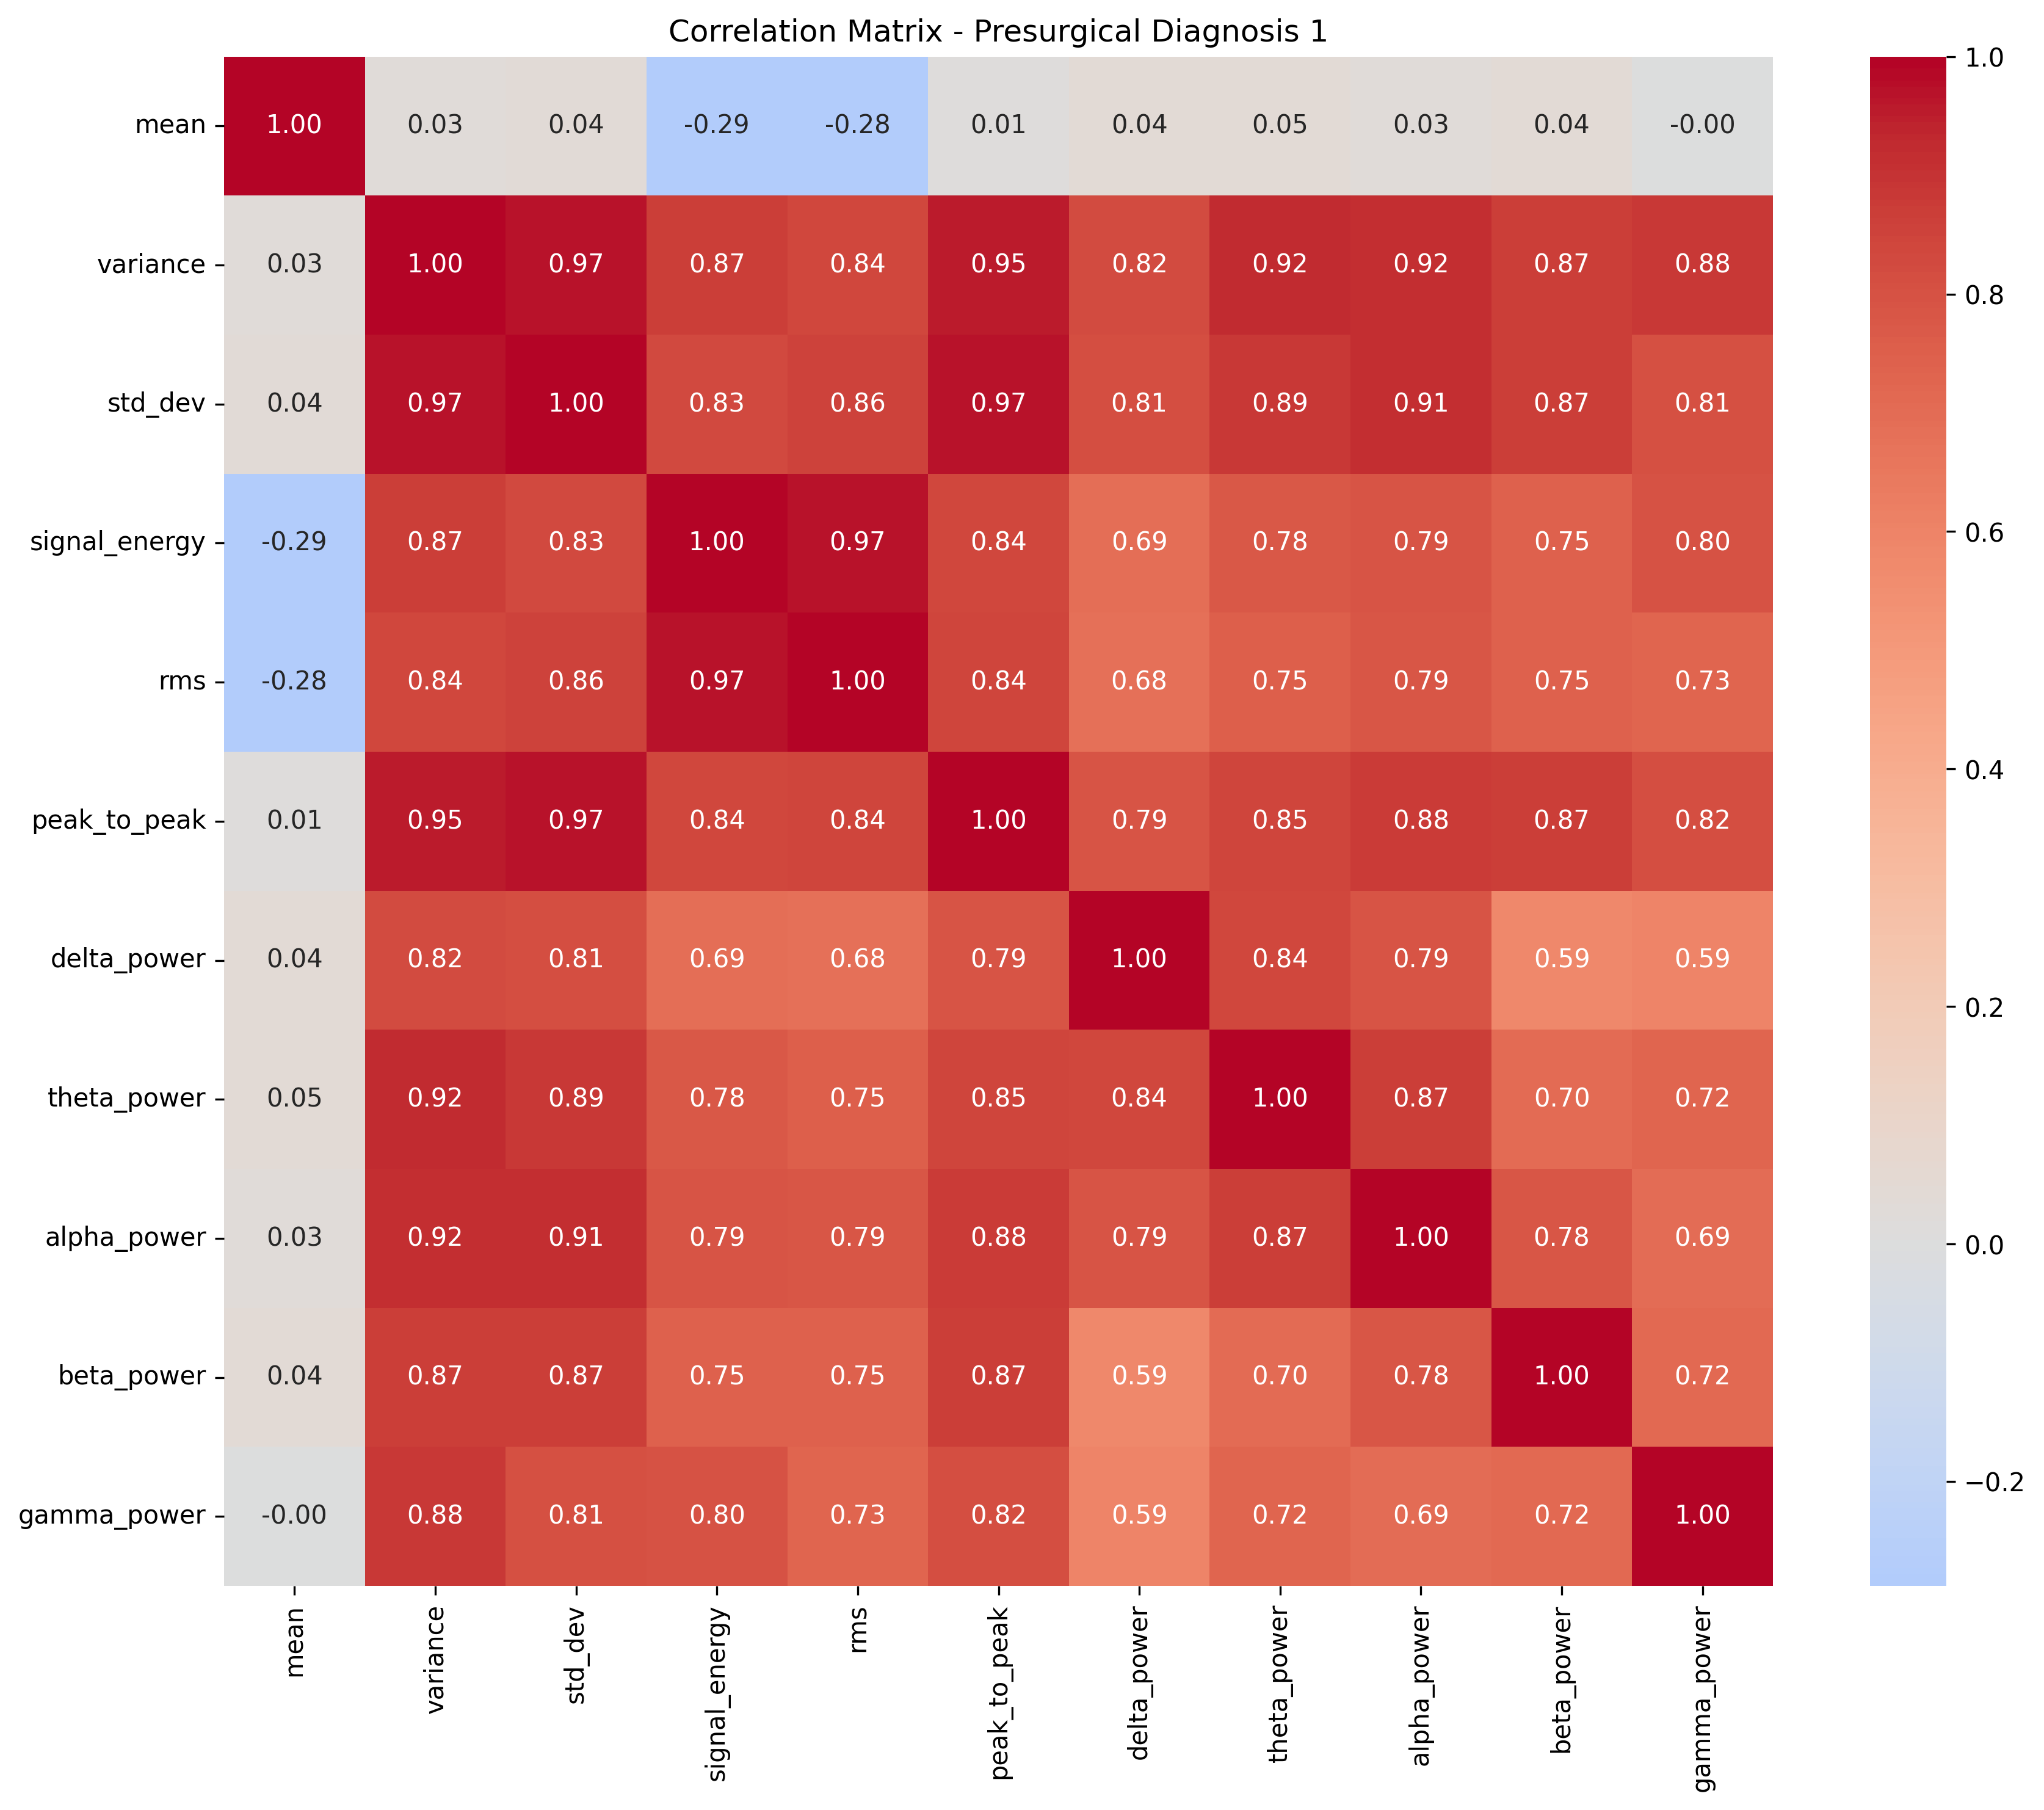 Correlation Matrix - Presurgical Diagnosis 1
mean 1.00 0.03 0.04 -0.29 -0.28 0.01 0.04 0.05 0.03 0.04 -0.00
variance 0.03 1.00 0.97 0.87 0.84 0.95 0.82 0.92 0.92 0.87 0.88
std_dev 0.04 0.97 1.00 0.83 0.86 0.97 0.81 0.89 0.91 0.87 0.81
signal_energy -0.29 0.87 0.83 1.00 0.97 0.84 0.69 0.78 0.79 0.75 0.80
rms -0.28 0.84 0.86 0.97 1.00 0.84 0.68 0.75 0.79 0.75 0.73
peak_to_peak 0.01 0.95 0.97 0.84 0.84 1.00 0.79 0.85 0.88 0.87 0.82
delta_power 0.04 0.82 0.81 0.69 0.68 0.79 1.00 0.84 0.79 0.59 0.59
theta_power 0.05 0.92 0.89 0.78 0.75 0.85 0.84 1.00 0.87 0.70 0.72
alpha_power 0.03 0.92 0.91 0.79 0.79 0.88 0.79 0.87 1.00 0.78 0.69
beta_power 0.04 0.87 0.87 0.75 0.75 0.87 0.59 0.70 0.78 1.00 0.72
gamma_power -0.00 0.88 0.81 0.80 0.73 0.82 0.59 0.72 0.69 0.72 1.00
mean variance std_dev signal_energy rms peak_to_peak delta_power theta_power alpha_power beta_power gamma_power
1.0
0.8
0.6
0.4
0.2
0.0
−0.2